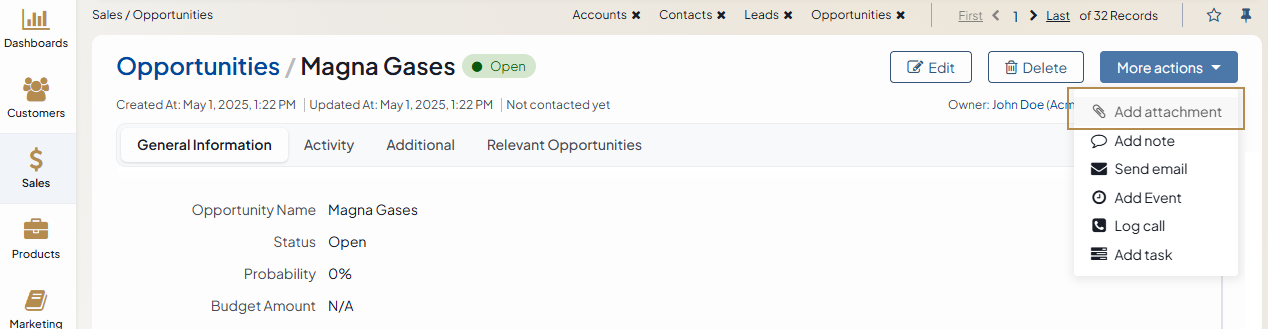 Dashboards
Customers
Sales
Products
Marketing
Sales / Opportunities
Accounts × Contacts × Leads × Opportunities × First < 1 > Last of 32 Records
Opportunities / Magna Gases Open Edit Delete More actions
Created At: May 1, 2025, 1:22 PM Updated At: May 1, 2025, 1:22 PM Not contacted yet Owner: John Doe (Acm
Add attachment
Add note
Send email
Add Event
Log call
Add task
General Information Activity Additional Relevant Opportunities
Opportunity Name Magna Gases
Status Open
Probability 0%
Budget Amount N/A